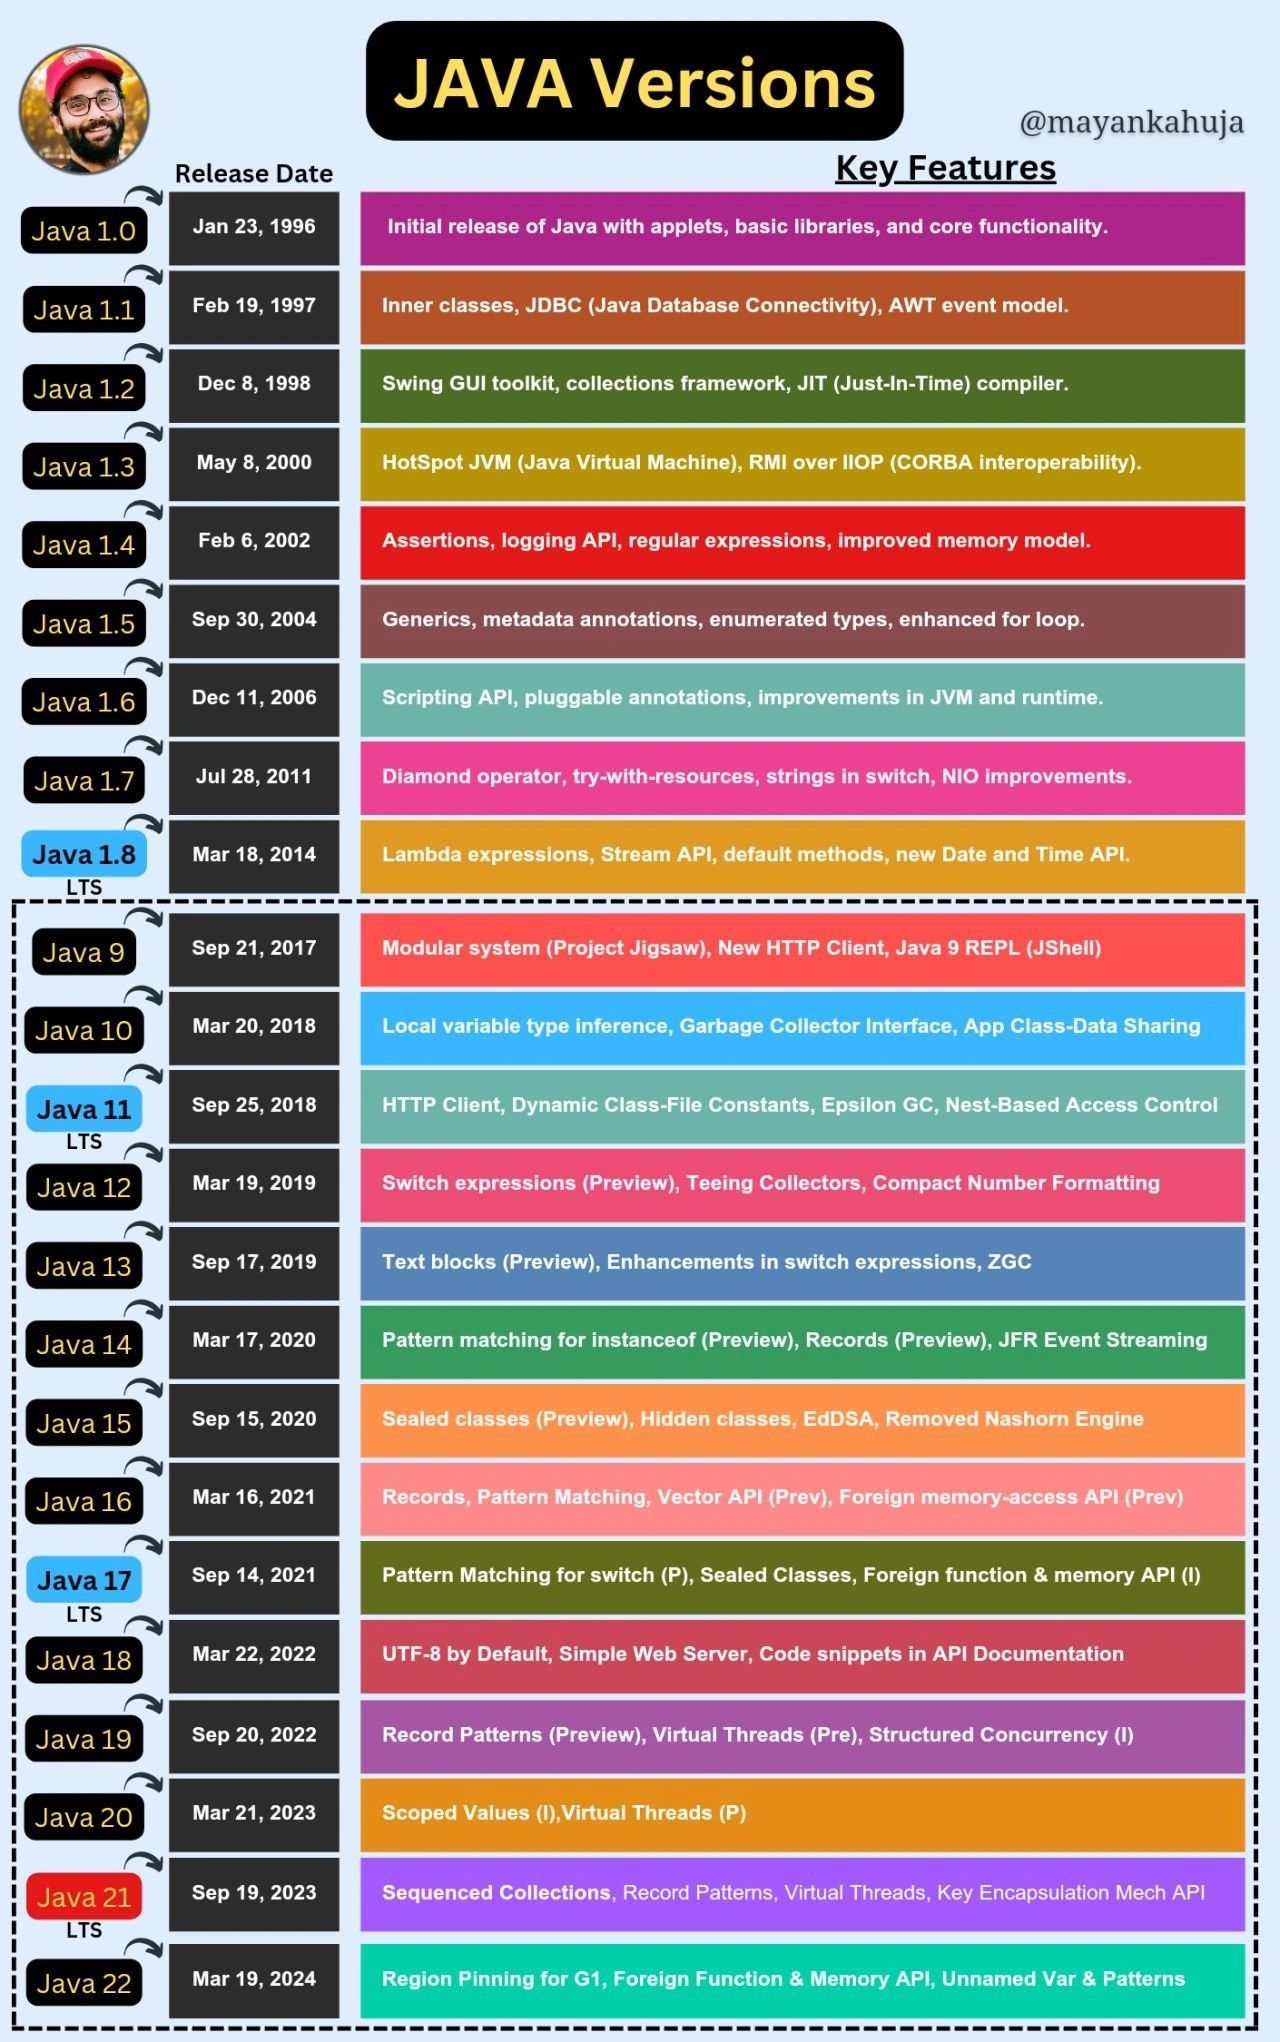 JAVA Versions
@mayankahuja
Release Date
Key Features
Java 1.0
Jan 23, 1996
Initial release of Java with applets, basic libraries, and core functionality.
Java 1.1
Feb 19, 1997
Inner classes, JDBC (Java Database Connectivity), AWT event model.
Java 1.2
Dec 8, 1998
Swing GUI toolkit, collections framework, JIT (Just-In-Time) compiler.
Java 1.3
May 8, 2000
HotSpot JVM (Java Virtual Machine), RMI over IIOP (CORBA interoperability).
Java 1.4
Feb 6, 2002
Assertions, logging API, regular expressions, improved memory model.
Java 1.5
Sep 30, 2004
Generics, metadata annotations, enumerated types, enhanced for loop.
Java 1.6
Dec 11, 2006
Scripting API, pluggable annotations, improvements in JVM and runtime.
Java 1.7
Jul 28, 2011
Diamond operator, try-with-resources, strings in switch, NIO improvements.
Java 1.8
LTS
Mar 18, 2014
Lambda expressions, Stream API, default methods, new Date and Time API.
Java 9
Sep 21, 2017
Modular system (Project Jigsaw), New HTTP Client, Java 9 REPL (JShell)
Java 10
Mar 20, 2018
Local variable type inference, Garbage Collector Interface, App Class-Data Sharing
Java 11
LTS
Sep 25, 2018
HTTP Client, Dynamic Class-File Constants, Epsilon GC, Nest-Based Access Control
Java 12
Mar 19, 2019
Switch expressions (Preview), Teeing Collectors, Compact Number Formatting
Java 13
Sep 17, 2019
Text blocks (Preview), Enhancements in switch expressions, ZGC
Java 14
Mar 17, 2020
Pattern matching for instanceof (Preview), Records (Preview), JFR Event Streaming
Java 15
Sep 15, 2020
Sealed classes (Preview), Hidden classes, EdDSA, Removed Nashorn Engine
Java 16
Mar 16, 2021
Records, Pattern Matching, Vector API (Prev), Foreign memory-access API (Prev)
Java 17
LTS
Sep 14, 2021
Pattern Matching for switch (P), Sealed Classes, Foreign function & memory API (I)
Java 18
Mar 22, 2022
UTF-8 by Default, Simple Web Server, Code snippets in API Documentation
Java 19
Sep 20, 2022
Record Patterns (Preview), Virtual Threads (Pre), Structured Concurrency (I)
Java 20
Mar 21, 2023
Scoped Values (I),Virtual Threads (P)
Java 21
LTS
Sep 19, 2023
Sequenced Collections, Record Patterns, Virtual Threads, Key Encapsulation Mech API
Java 22
Mar 19, 2024
Region Pinning for G1, Foreign Function & Memory API, Unnamed Var & Patterns